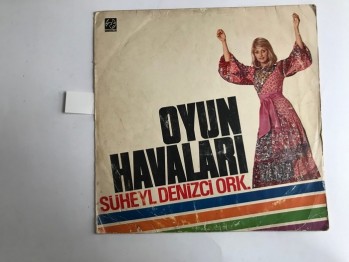 OYUN
HAVALARI
SÜHEYL DENİZCİ ORK.